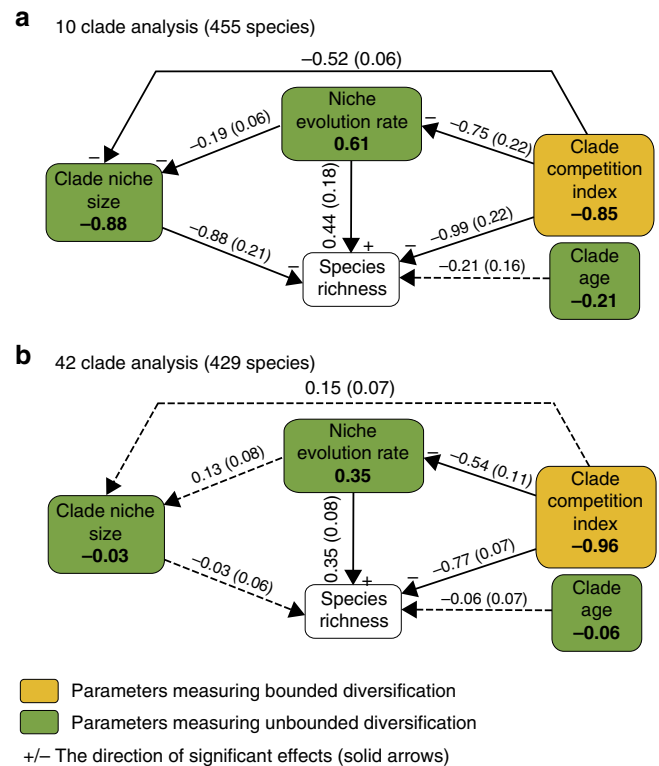 a
10 clade analysis (455 species)
–0.52 (0.06)
Niche
evolution rate
0.61
–
–
–
–0.19 (0.06)
–0.75 (0.22)
Clade niche
size
–0.88
Clade
competition
index
–0.85
0.44 (0.18)
–0.88 (0.21)
–0.99 (0.22)
–
+
–
Species
richness
–0.21 (0.16)
Clade
age
–0.21
b
42 clade analysis (429 species)
0.15 (0.07)
Niche
evolution rate
0.35
–
0.13 (0.08)
–0.54 (0.11)
Clade niche
size
–0.03
Clade
competition
index
–0.96
0.35 (0.08)
–0.03 (0.06)
–0.77 (0.07)
+
–
Species
richness
–0.06 (0.07)
Clade
age
–0.06
Parameters measuring bounded diversification
Parameters measuring unbounded diversification
+/– The direction of significant effects (solid arrows)